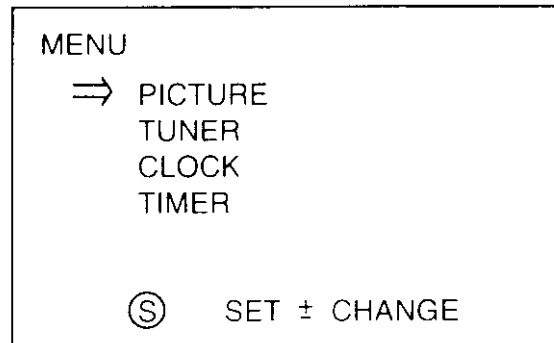 MENU
⇒ PICTURE
TUNER
CLOCK
TIMER
Ⓢ SET ± CHANGE